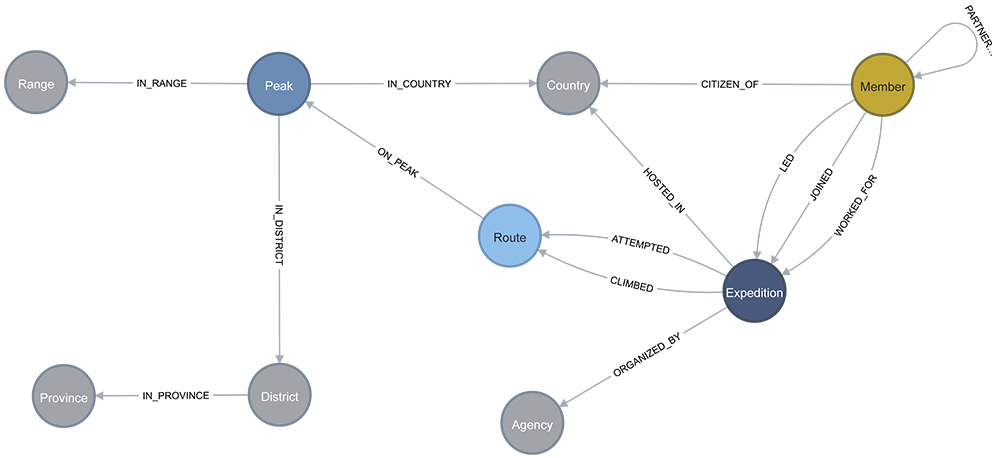 PARTNER...
Range
IN_RANGE
Peak
IN_COUNTRY
Country
CITIZEN_OF
Member
ON_PEAK
HOSTED_IN
LED
JOINED
WORKED_FOR
IN_DISTRICT
Route
ATTEMPTED
CLIMBED
Expedition
ORGANIZED_BY
Province
IN_PROVINCE
District
Agency